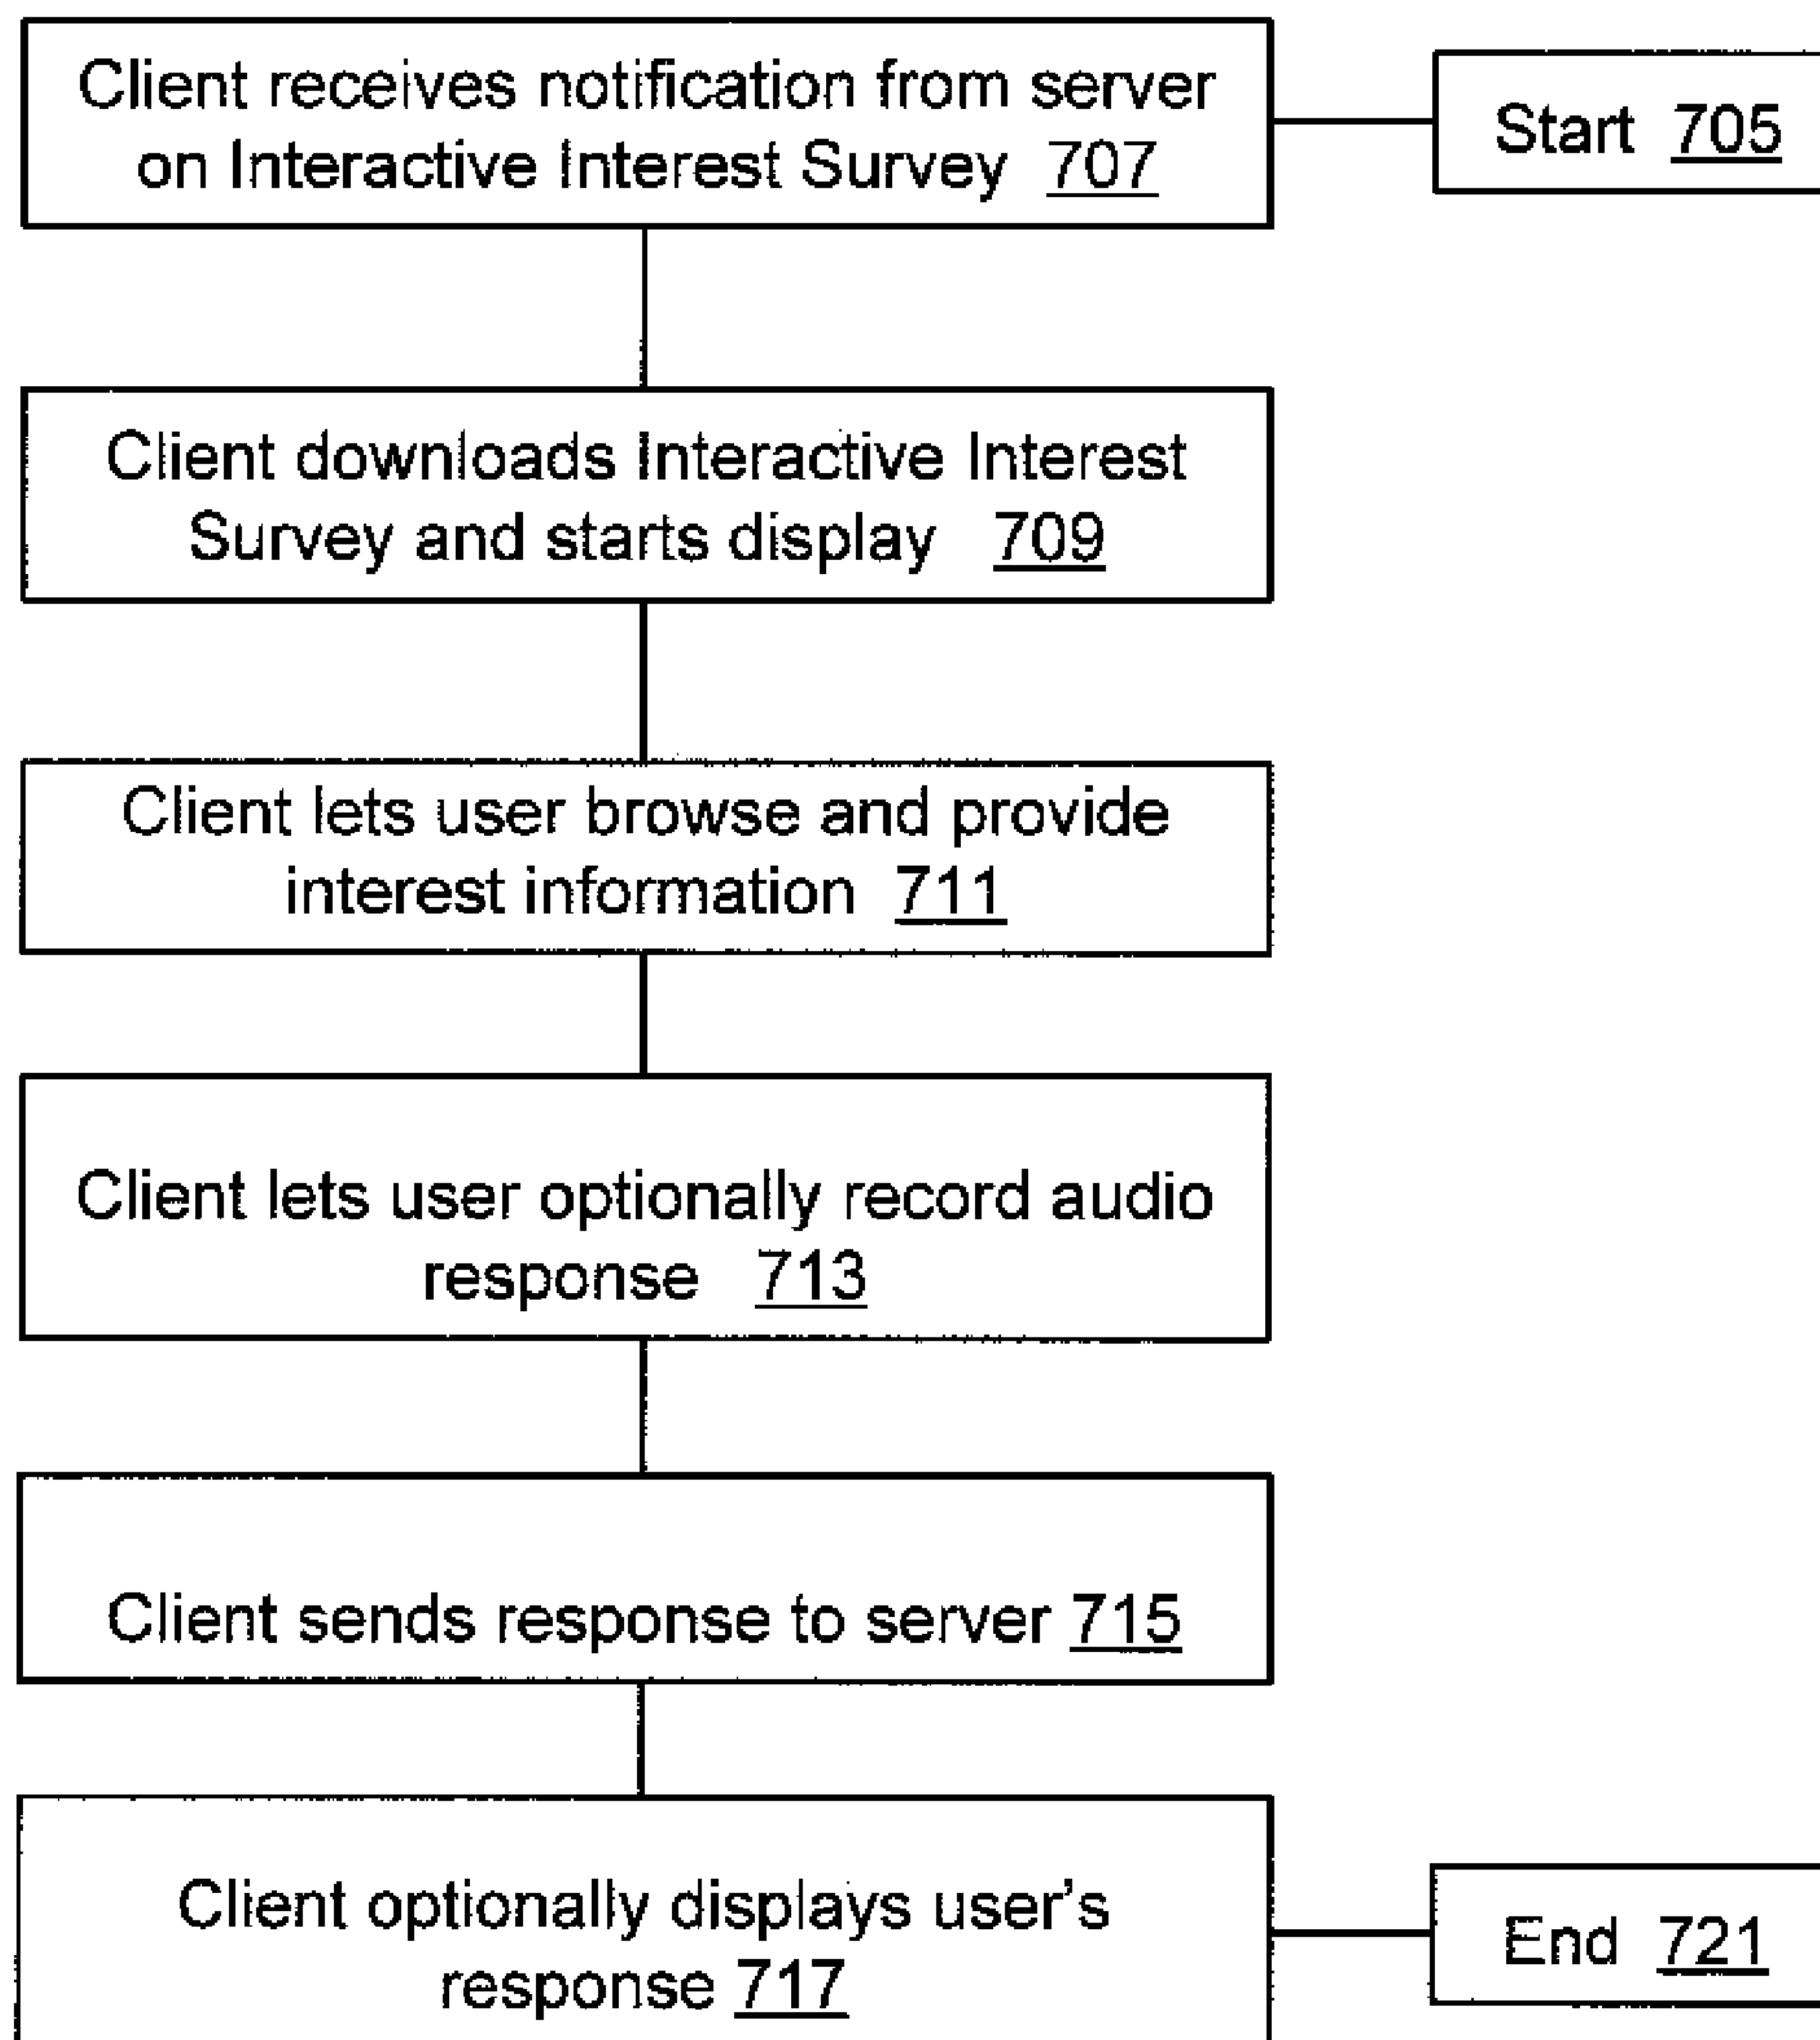 Client receives notification from server
on Interactive Interest Survey 707
Start 705
Client downloads Interactive Interest
Survey and starts display 709
Client lets user browse and provide
interest information 711
Client lets user optionally record audio
response 713
Client sends response to server 715
Client optionally displays user's
response 717
End 721